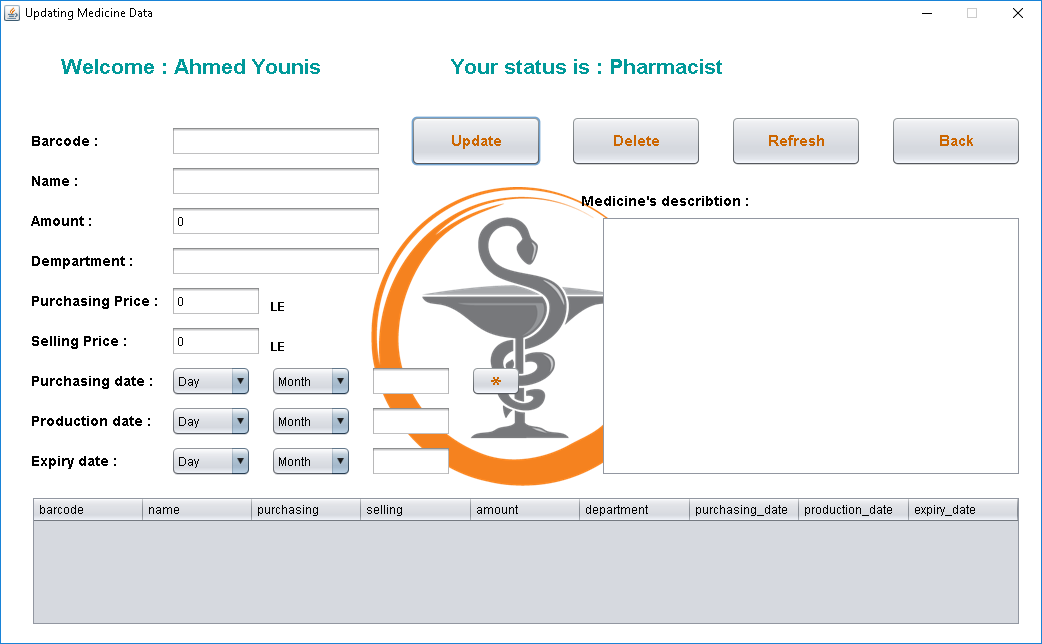 Updating Medicine Data
Welcome : Ahmed Younis Your status is : Pharmacist
Barcode : Update Delete Refresh Back
Name :
Medicine's describtion :
Amount : 0
Dempartment :
Purchasing Price : 0 LE
Selling Price : 0 LE
Purchasing date : Day Month *
Production date : Day Month
Expiry date : Day Month
barcode name purchasing selling amount department purchasing_date production_date expiry_date